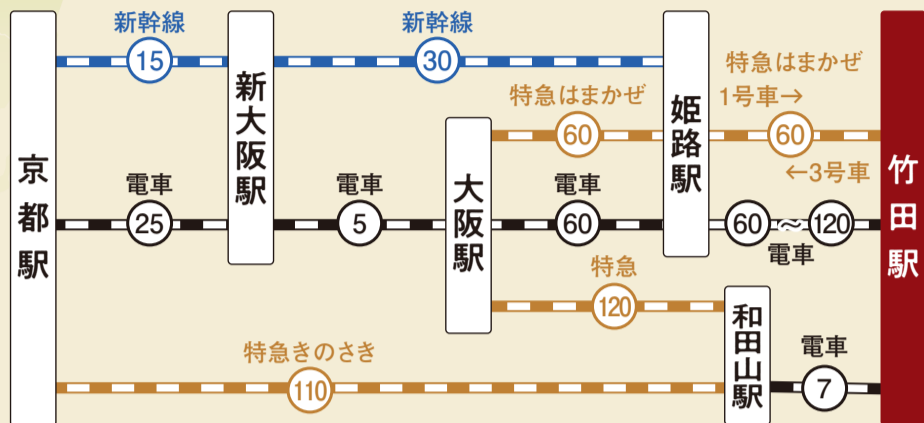 新幹線
15
新幹線
30
特急はまかぜ
60
特急はまかぜ
1号車→
60
←3号車
京都駅
新大阪駅
大阪駅
姫路駅
竹田駅
電車
25
電車
5
電車
60
60～120
電車
特急
120
和田山駅
特急きのさき
110
電車
7